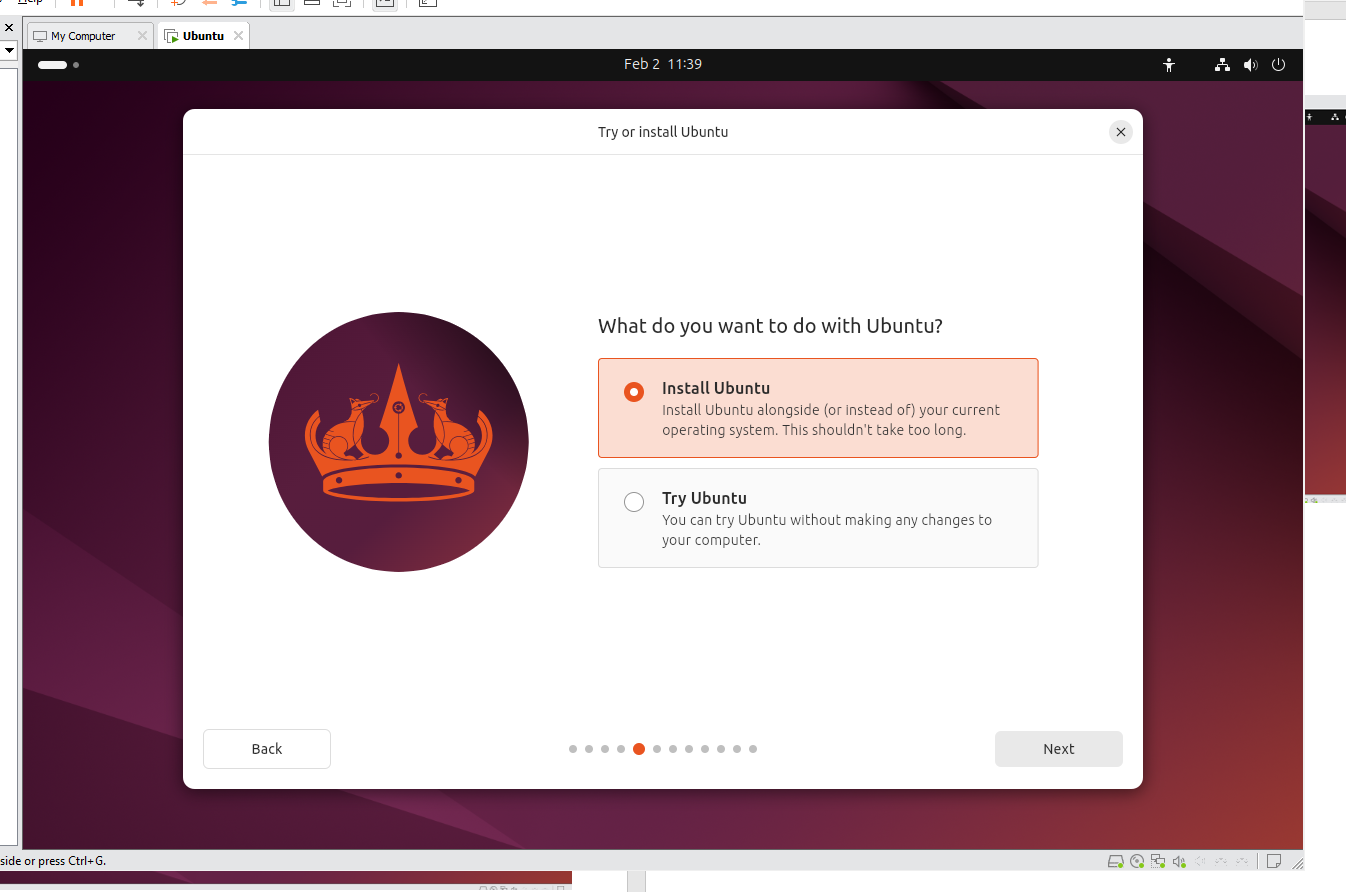 Help
My Computer
Ubuntu
Feb 2 11:39
Try or install Ubuntu
What do you want to do with Ubuntu?
Install Ubuntu
Install Ubuntu alongside (or instead of) your current
operating system. This shouldn't take too long.
Try Ubuntu
You can try Ubuntu without making any changes to
your computer.
Back
Next
side or press Ctrl+G.